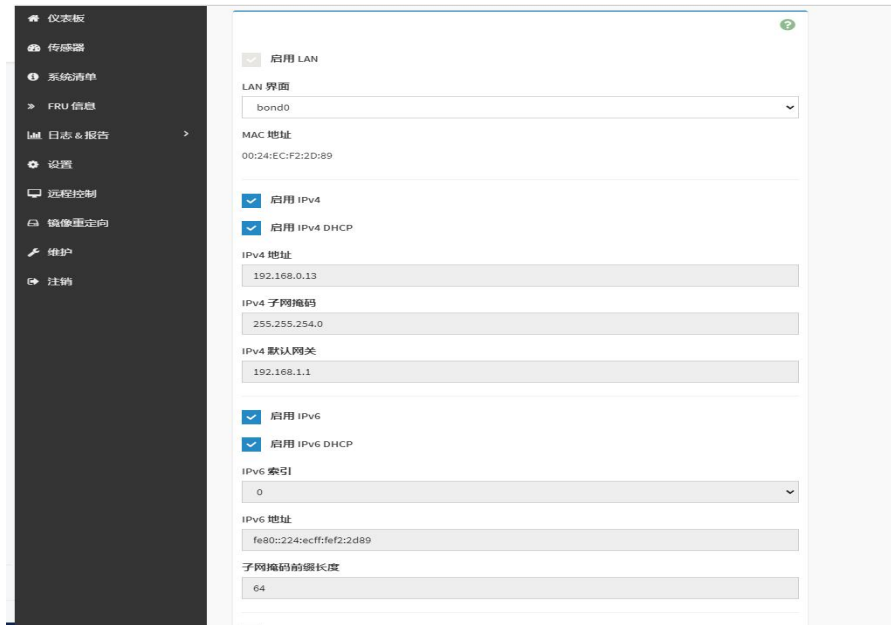 仪表板
传感器
系统清单
FRU 信息
日志 & 报告
设置
远程控制
镜像重定向
维护
注销
启用 LAN
LAN 界面
bond0
MAC 地址
00:24:EC:F2:2D:89
启用 IPv4
启用 IPv4 DHCP
IPv4 地址
192.168.0.13
IPv4 子网掩码
255.255.254.0
IPv4 默认网关
192.168.1.1
启用 IPv6
启用 IPv6 DHCP
IPv6 索引
0
IPv6 地址
fe80::224:ecff:fef2:2d89
子网掩码前缀长度
64